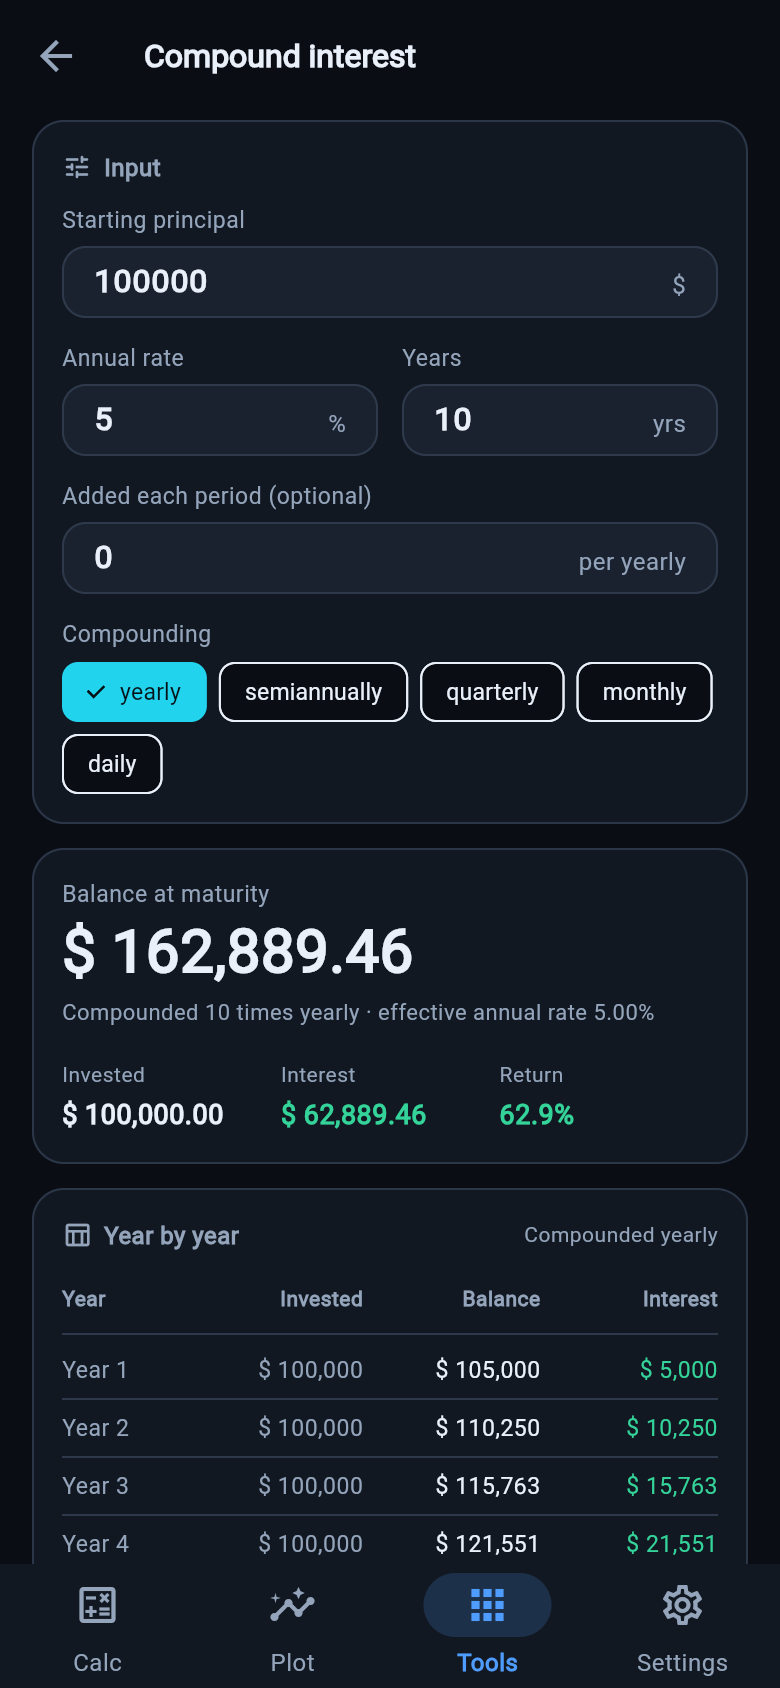 Compound interest
Input
Starting principal
100000 $
Annual rate Years
5 % 10 yrs
Added each period (optional)
0 per yearly
Compounding
yearly semiannually quarterly monthly
daily
Balance at maturity
$ 162,889.46
Compounded 10 times yearly · effective annual rate 5.00%
Invested Interest Return
$ 100,000.00 $ 62,889.46 62.9%
Year by year Compounded yearly
Year Invested Balance Interest
Year 1 $ 100,000 $ 105,000 $ 5,000
Year 2 $ 100,000 $ 110,250 $ 10,250
Year 3 $ 100,000 $ 115,763 $ 15,763
Year 4 $ 100,000 $ 121,551 $ 21,551
Calc Plot Tools Settings